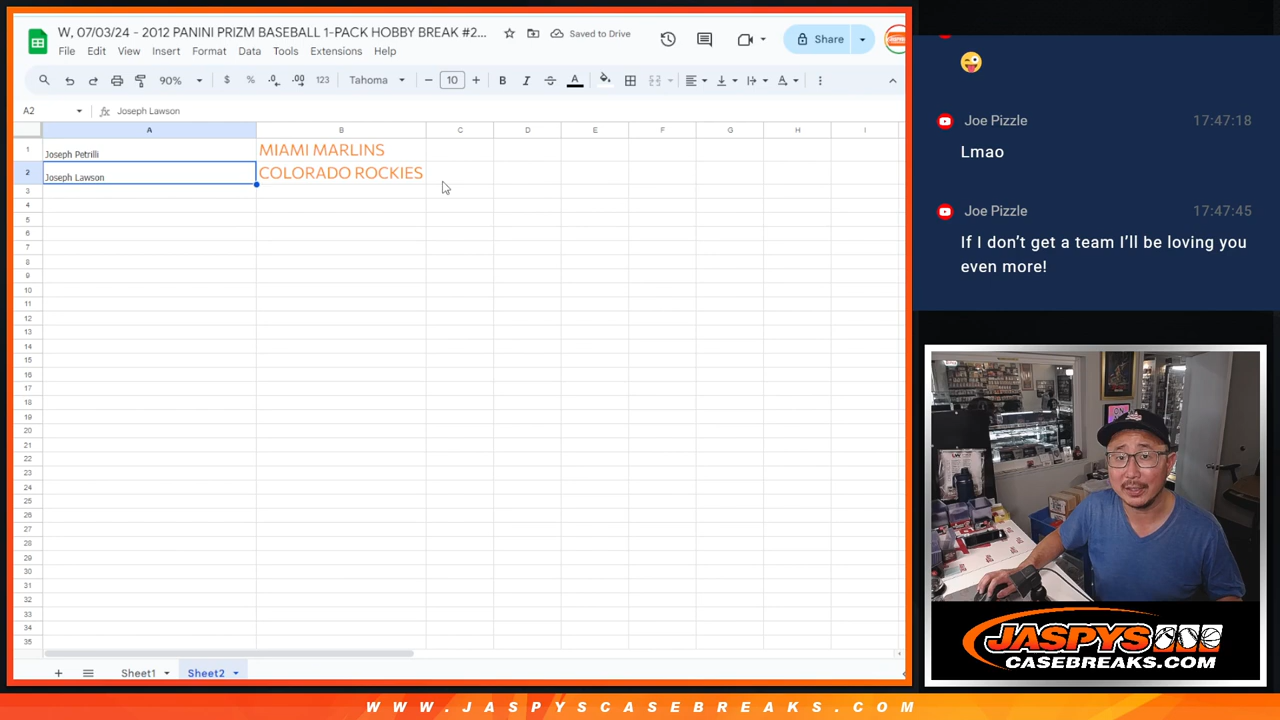 W, 07/03/24 - 2012 PANINI PRIZM BASEBALL 1-PACK HOBBY BREAK #2...
Saved to Drive
Share
File Edit View Insert Format Data Tools Extensions Help
90% $ % .0 .00 123 Tahoma 10 B I A
A2 fx Joseph Lawson
A B C D E F G H I
1 Joseph Petrilli MIAMI MARLINS
2 Joseph Lawson COLORADO ROCKIES
3
4
5
6
7
8
9
10
11
12
13
14
15
16
17
18
19
20
21
22
23
24
25
26
27
28
29
30
31
32
33
34
35
Sheet1 Sheet2
Joe Pizzle 17:47:18
Lmao
Joe Pizzle 17:47:45
If I don't get a team I'll be loving you
even more!
JASPYS
CASEBREAKS.COM
WWW.JASPYSCASEBREAKS.COM